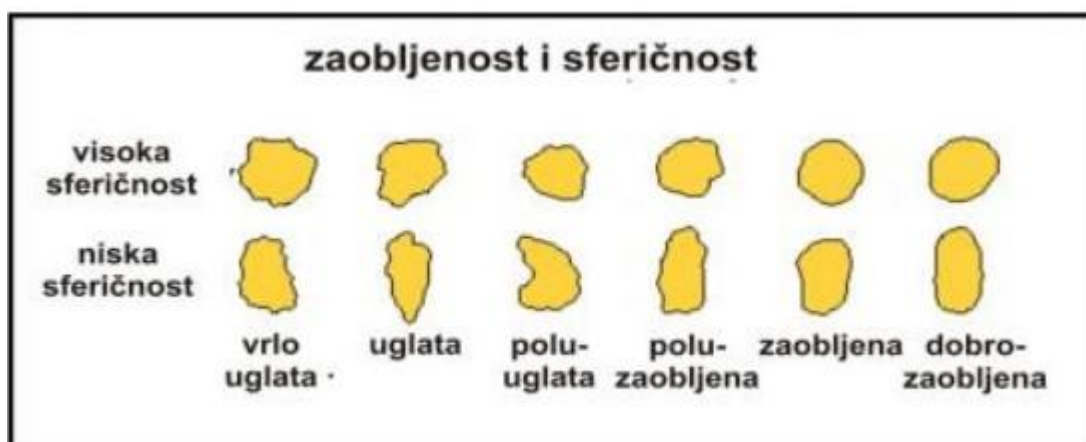 zaobljenost i sferičnost
visoka
sferičnost
niska
sferičnost
vrlo
uglata
uglata
polu-
uglata
polu-
zaobljena
zaobljena
dobro-
zaobljena